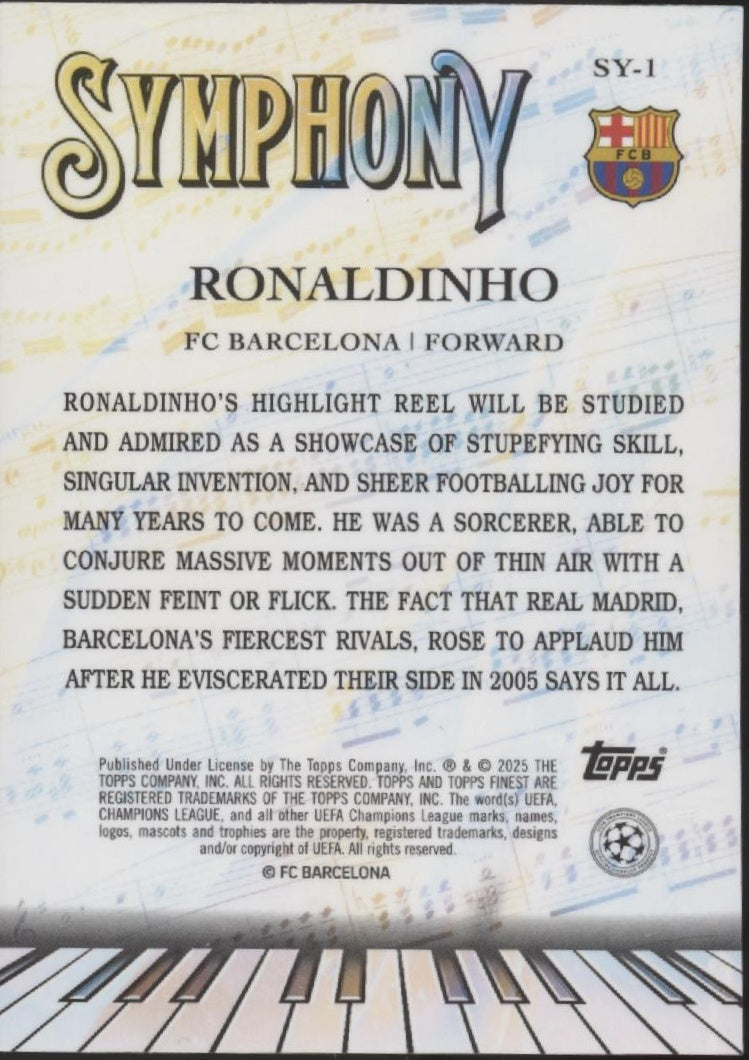 SYMPHONY
SY-1
FCB
RONALDINHO
FC BARCELONA | FORWARD
RONALDINHO'S HIGHLIGHT REEL WILL BE STUDIED
AND ADMIRED AS A SHOWCASE OF STUPEFYING SKILL,
SINGULAR INVENTION, AND SHEER FOOTBALLING JOY FOR
MANY YEARS TO COME. HE WAS A SORCERER, ABLE TO
CONJURE MASSIVE MOMENTS OUT OF THIN AIR WITH A
SUDDEN FEINT OR FLICK. THE FACT THAT REAL MADRID,
BARCELONA'S FIERCEST RIVALS, ROSE TO APPLAUD HIM
AFTER HE EVISCERATED THEIR SIDE IN 2005 SAYS IT ALL.
Published Under License by The Topps Company, Inc. ® & © 2025 THE
TOPPS COMPANY, INC. ALL RIGHTS RESERVED. TOPPS AND TOPPS FINEST ARE
REGISTERED TRADEMARKS OF THE TOPPS COMPANY, INC. The word(s) UEFA,
CHAMPIONS LEAGUE, and all other UEFA Champions League marks, names,
logos, mascots and trophies are the property, registered trademarks, designs
and/or copyright of UEFA. All rights reserved.
© FC BARCELONA
topps®